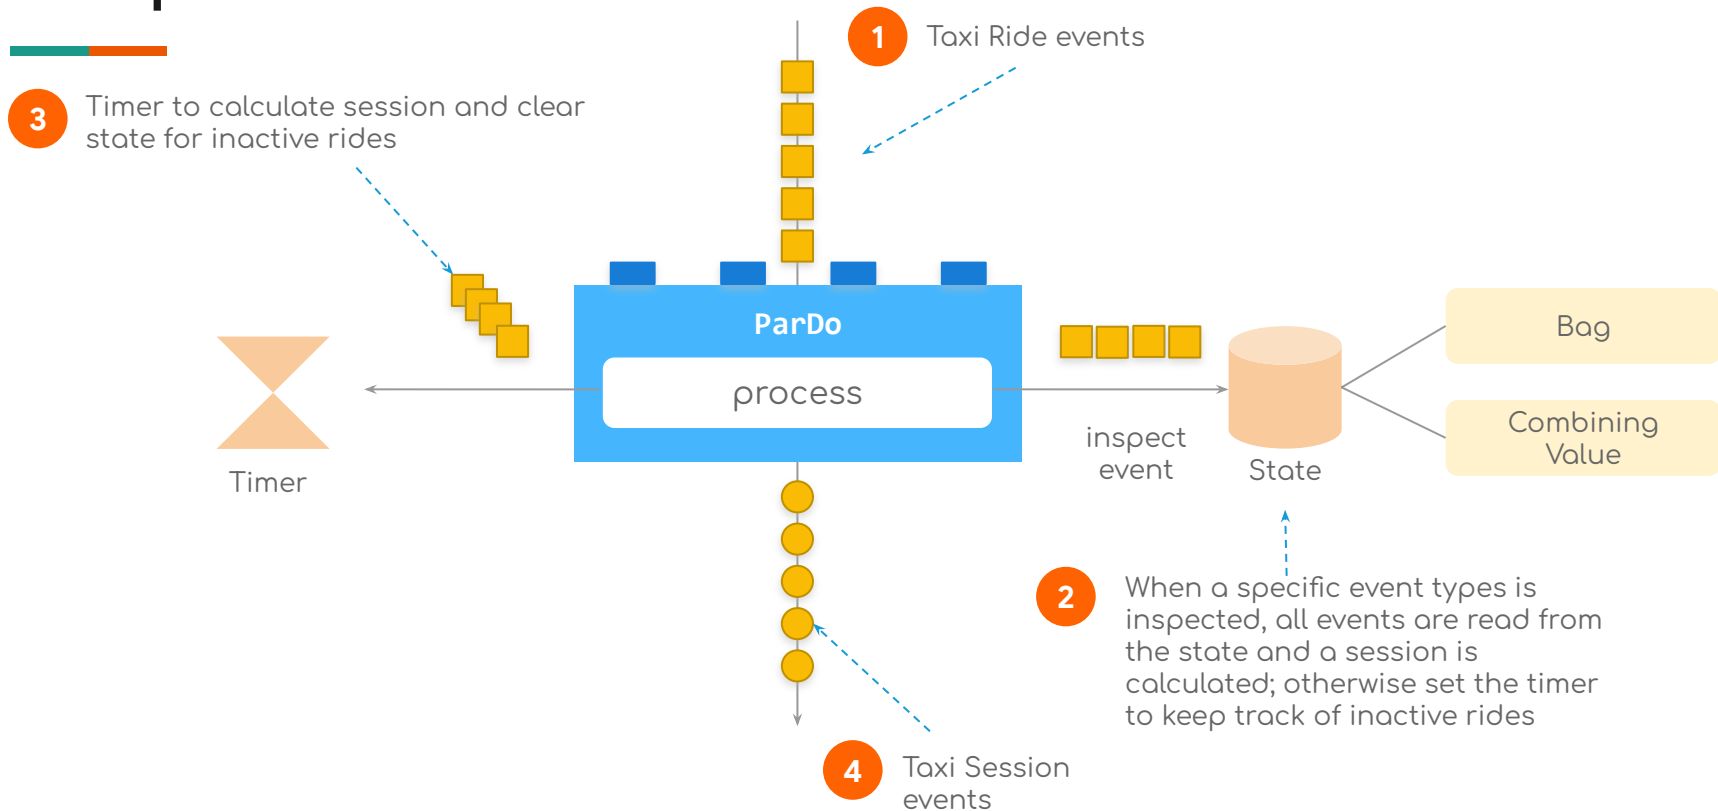 1
Taxi Ride events
3
Timer to calculate session and clear
state for inactive rides
ParDo
process
Timer
inspect
event
State
Bag
Combining
Value
2
When a specific event types is
inspected, all events are read from
the state and a session is
calculated; otherwise set the timer
to keep track of inactive rides
4
Taxi Session
events